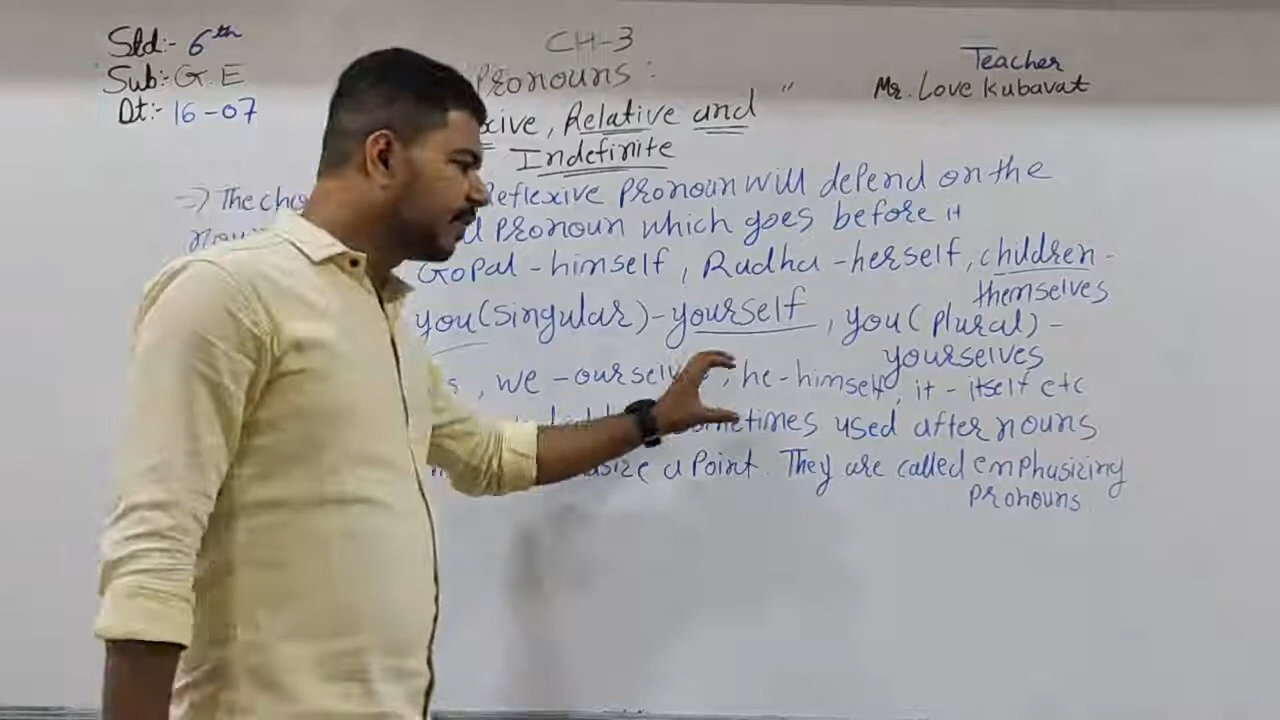 Std:- 6th
Sub:- G.E
Dt:- 16-07
CH-3
Pronouns:
Teacher
Mr. Love Kubavat
Relative and "
Indefinite
=> The Reflexive Pronoun will depend on the
Pronoun which goes before it
Gopal - himself, Radha - herself, children -
themselves
you (singular) - yourself, you (plural) -
yourselves
, we - , he - himself, it - itself etc
used after nouns
a Point. They are called emphasizing
Pronouns